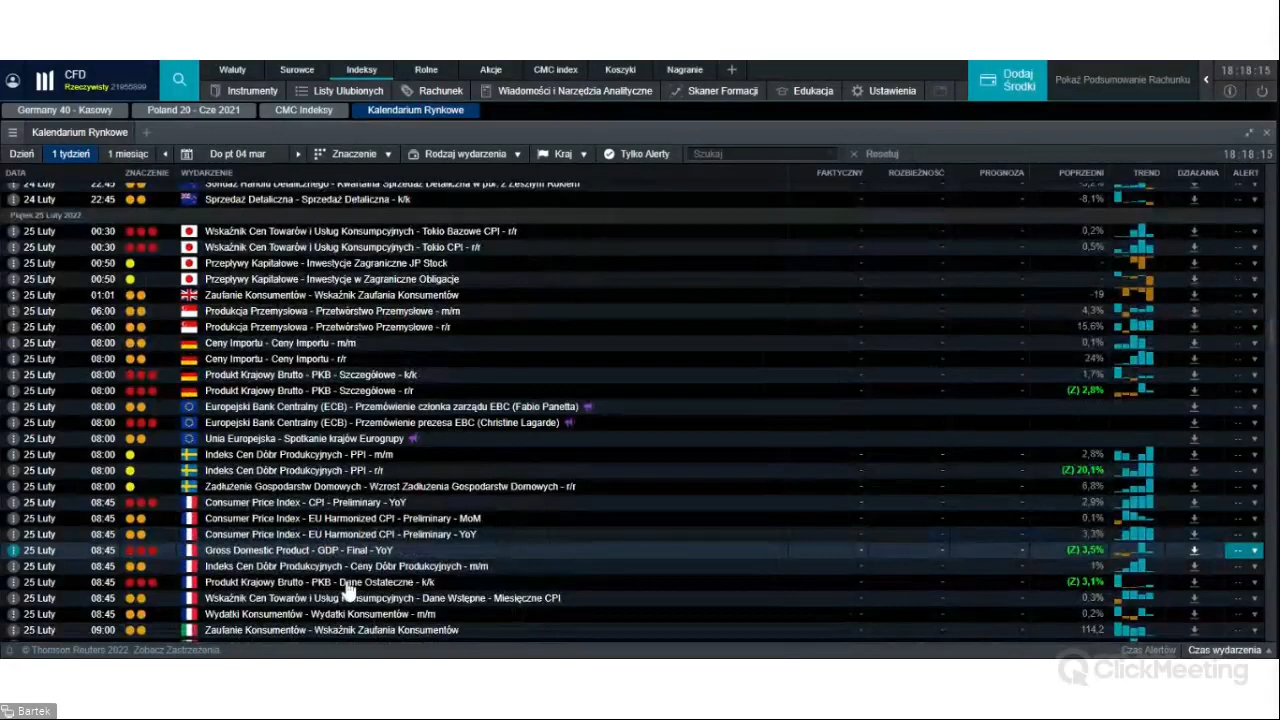 CFD
Rzeczywisty 21955899
Waluty Surowce Indeksy Rolne Akcje CMC index Koszyki Nagranie +
Instrumenty Listy Ulubionych Rachunek Wiadomości i Narzędzia Analityczne Skaner Formacji Edukacja Ustawienia
Dodaj Środki
Pokaż Podsumowanie Rachunku
18:18:15
Germany 40 - Kasowy Poland 20 - Cze 2021 CMC Indeksy Kalendarium Rynkowe
Kalendarium Rynkowe +
Dzień 1 tydzień 1 miesiąc Do pt 04 mar Znaczenie Rodzaj wydarzenia Kraj Tylko Alerty Szukaj Resetuj 18:18:15
DATA ZNACZENIE WYDARZENIE FAKTYCZNY ROZBIEŻNOŚĆ PROGNOZA POPRZEDNI TREND DZIAŁANIA ALERT
24 Luty 22:45 Sondaż Handlu Detalicznego - Kwartalna Sprzedaż Detaliczna w por. z Zeszłym Rokiem - - - -5,2%
24 Luty 22:45 Sprzedaż Detaliczna - Sprzedaż Detaliczna - k/k - - - -8,1%
Piątek 25 Luty 2022
25 Luty 00:30 Wskaźnik Cen Towarów i Usług Konsumpcyjnych - Tokio Bazowe CPI - r/r - - - 0,2%
25 Luty 00:30 Wskaźnik Cen Towarów i Usług Konsumpcyjnych - Tokio CPI - r/r - - - 0,5%
25 Luty 00:50 Przepływy Kapitałowe - Inwestycje Zagraniczne JP Stock - - - -
25 Luty 00:50 Przepływy Kapitałowe - Inwestycje w Zagraniczne Obligacje - - - -
25 Luty 01:01 Zaufanie Konsumentów - Wskaźnik Zaufania Konsumentów - - - -19
25 Luty 06:00 Produkcja Przemysłowa - Przetwórstwo Przemysłowe - m/m - - - 4,3%
25 Luty 06:00 Produkcja Przemysłowa - Przetwórstwo Przemysłowe - r/r - - - 15,6%
25 Luty 08:00 Ceny Importu - Ceny Importu - m/m - - - 0,1%
25 Luty 08:00 Ceny Importu - Ceny Importu - r/r - - - 24%
25 Luty 08:00 Produkt Krajowy Brutto - PKB - Szczegółowe - k/k - - - 1,7%
25 Luty 08:00 Produkt Krajowy Brutto - PKB - Szczegółowe - r/r - - - (Z) 2,8%
25 Luty 08:00 Europejski Bank Centralny (ECB) - Przemówienie członka zarządu EBC (Fabio Panetta)
25 Luty 08:00 Europejski Bank Centralny (ECB) - Przemówienie prezesa EBC (Christine Lagarde)
25 Luty 08:00 Unia Europejska - Spotkanie krajów Eurogrupy
25 Luty 08:00 Indeks Cen Dóbr Produkcyjnych - PPI - m/m - - - 2,8%
25 Luty 08:00 Indeks Cen Dóbr Produkcyjnych - PPI - r/r - - - (Z) 20,1%
25 Luty 08:00 Zadłużenie Gospodarstw Domowych - Wzrost Zadłużenia Gospodarstw Domowych - r/r - - - 6,8%
25 Luty 08:45 Consumer Price Index - CPI - Preliminary - YoY - - - 2,9%
25 Luty 08:45 Consumer Price Index - EU Harmonized CPI - Preliminary - MoM - - - 0,1%
25 Luty 08:45 Consumer Price Index - EU Harmonized CPI - Preliminary - YoY - - - 3,3%
25 Luty 08:45 Gross Domestic Product - GDP - Final - YoY - - - (Z) 3,5% --
25 Luty 08:45 Indeks Cen Dóbr Produkcyjnych - Ceny Dóbr Produkcyjnych - m/m - - - 1%
25 Luty 08:45 Produkt Krajowy Brutto - PKB - Dane Ostateczne - k/k - - - (Z) 3,1%
25 Luty 08:45 Wskaźnik Cen Towarów i Usług Konsumpcyjnych - Dane Wstępne - Miesięczne CPI - - - 0,3%
25 Luty 08:45 Wydatki Konsumentów - Wydatki Konsumentów - m/m - - - 0,2%
25 Luty 09:00 Zaufanie Konsumentów - Wskaźnik Zaufania Konsumentów - - - 114,2
© Thomson Reuters 2022 Zobacz Zastrzeżenia Czas Alertów Czas wydarzenia
ClickMeeting
Bartek